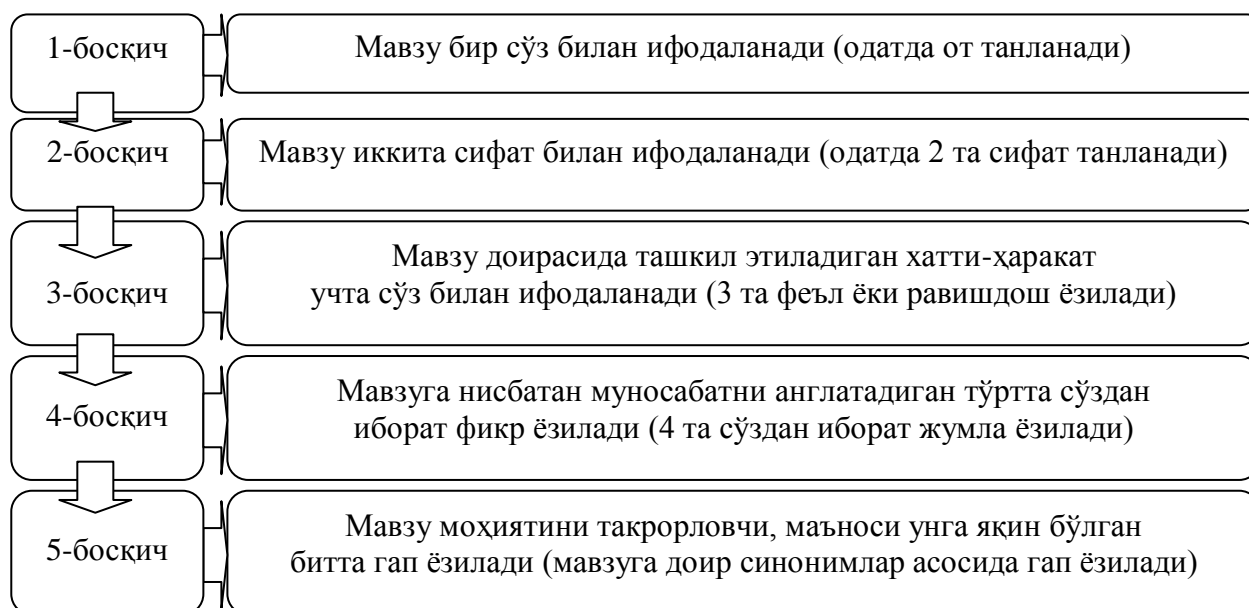 1-босқич
Мавзу бир сўз билан ифодаланади (одатда от танланади)
2-босқич
Мавзу иккита сифат билан ифодаланади (одатда 2 та сифат танланади)
3-босқич
Мавзу доирасида ташкил этиладиган хатти-ҳаракат
учта сўз билан ифодаланади (3 та феъл ёки равишдош ёзилади)
4-босқич
Мавзуга нисбатан муносабатни англатадиган тўртта сўздан
иборат фикр ёзилади (4 та сўздан иборат жумла ёзилади)
5-босқич
Мавзу моҳиятини такрорловчи, маъноси унга яқин бўлган
битта гап ёзилади (мавзуга доир синонимлар асосида гап ёзилади)